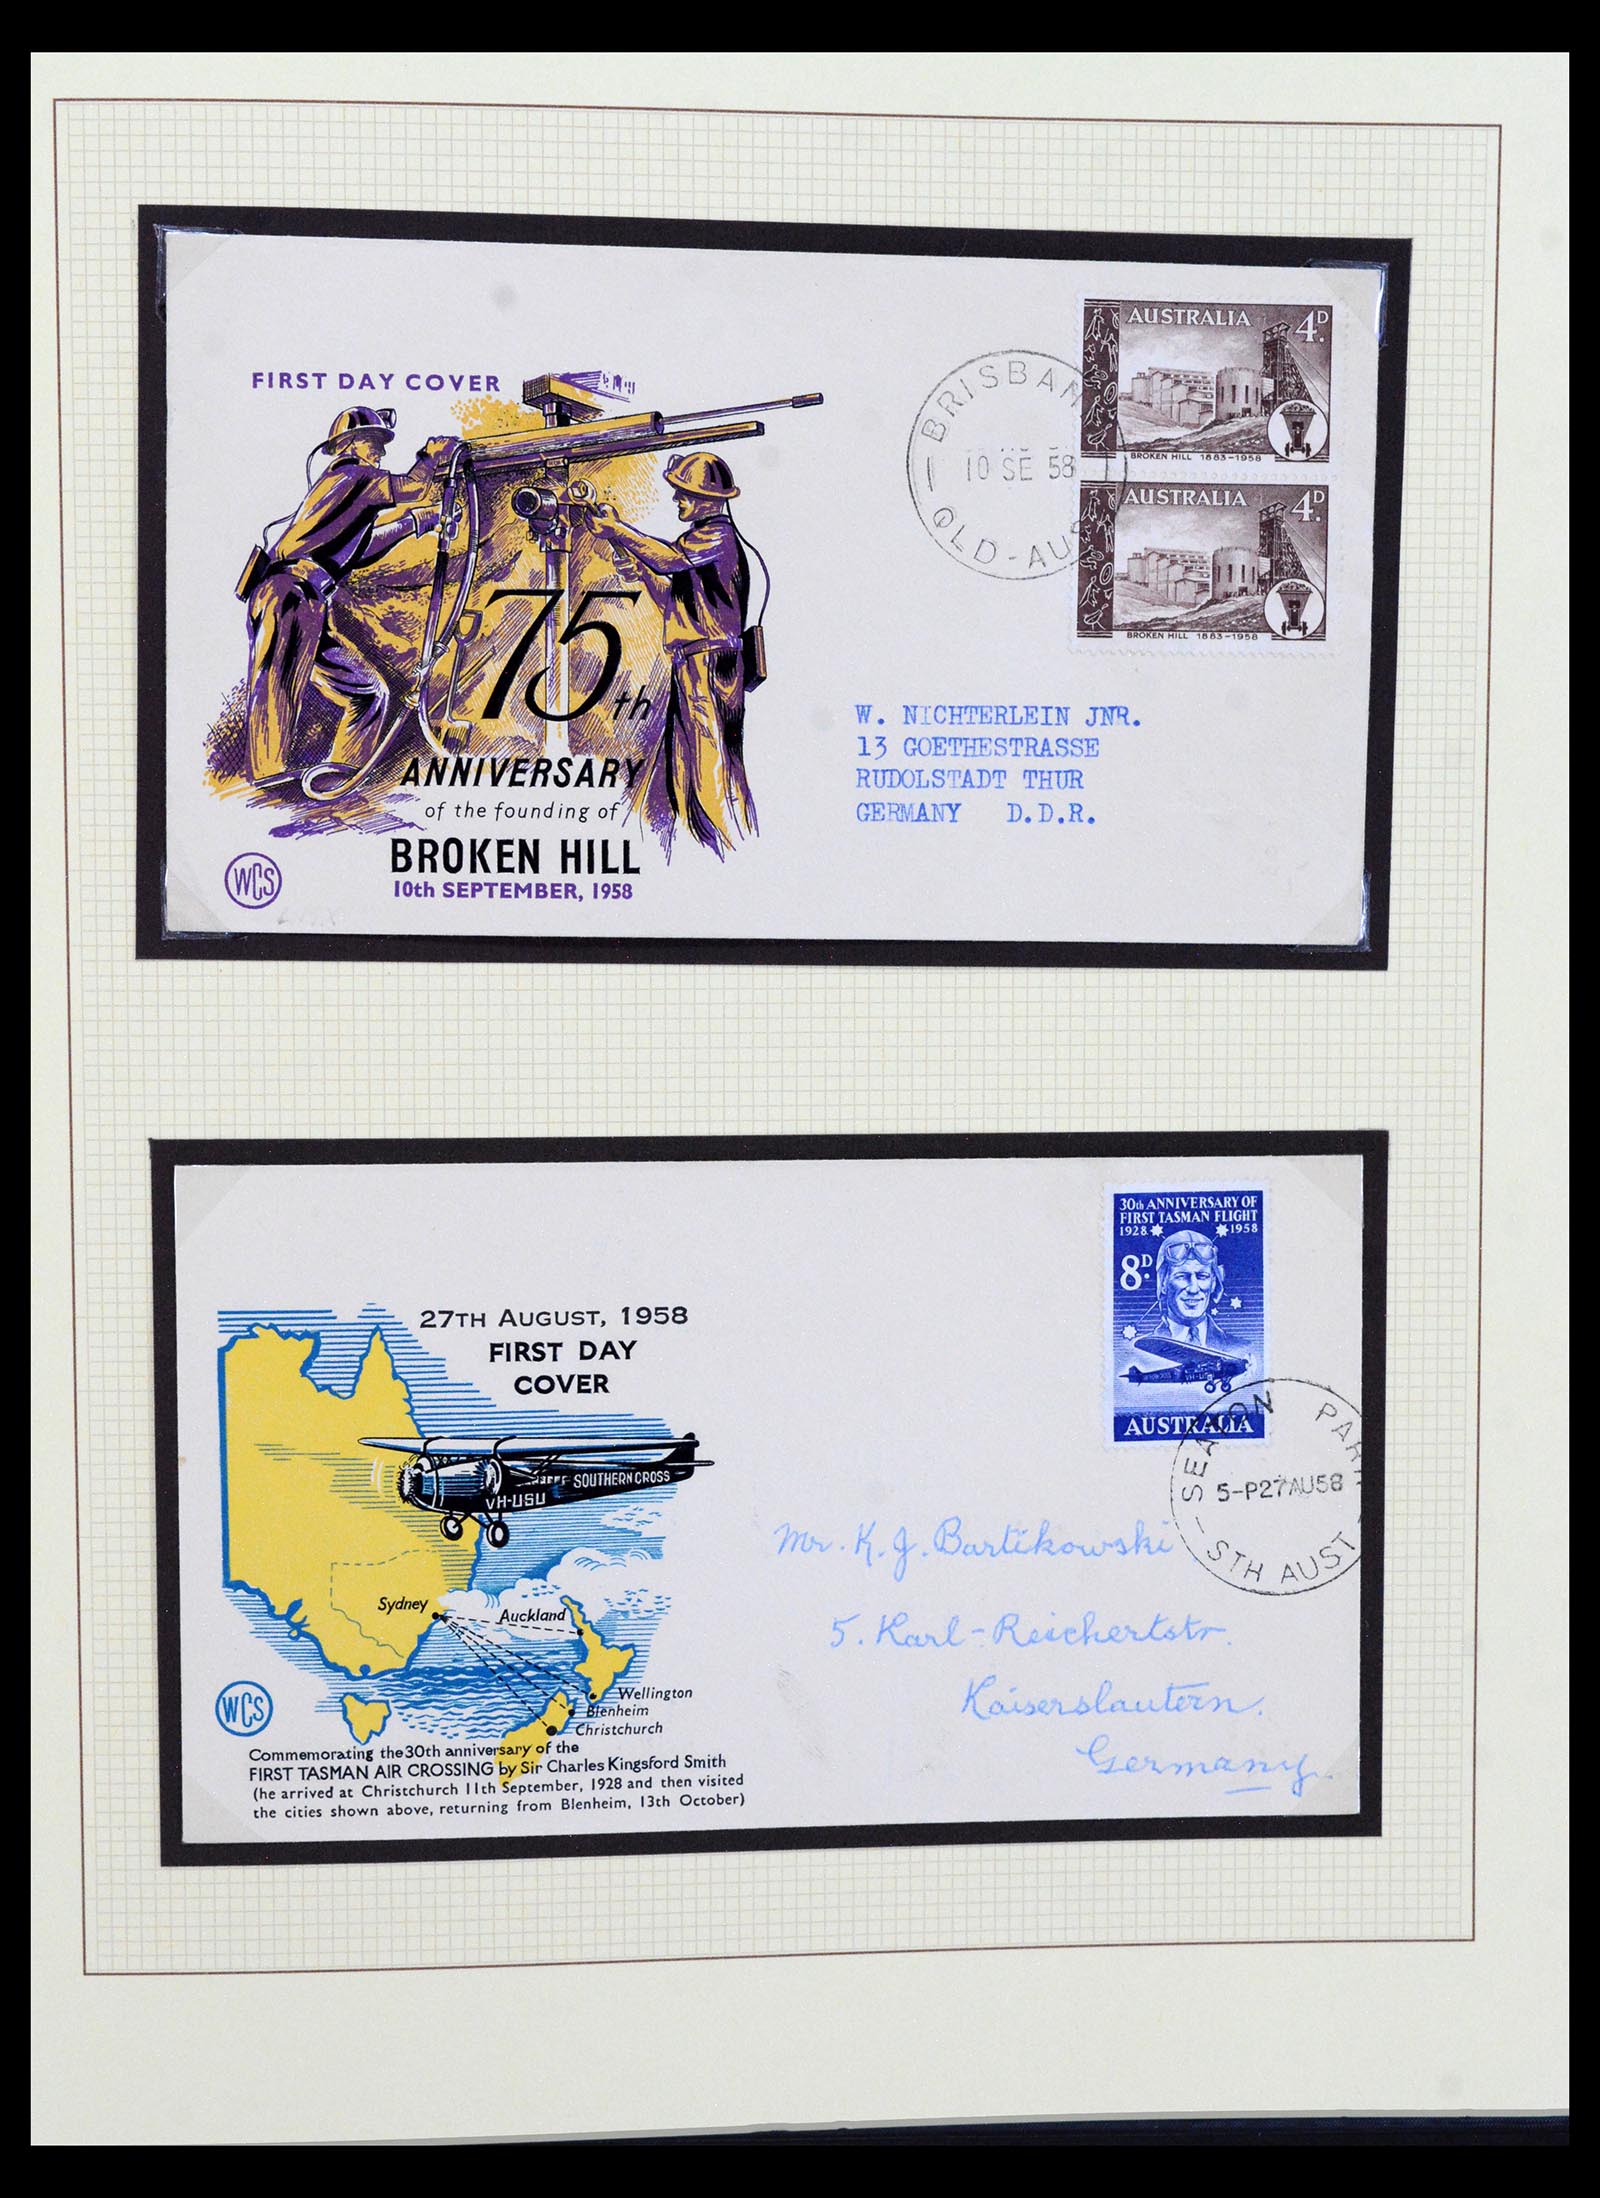 FIRST DAY COVER
75th
ANNIVERSARY
of the founding of
BROKEN HILL
10th SEPTEMBER, 1958
WCS
BRISBAN
10 SE 58
QLD-AUS
AUSTRALIA 4D.
BROKEN HILL 1883-1958
AUSTRALIA 4D.
BROKEN HILL 1883-1958
W. NICHTERLEIN JNR.
13 GOETHESTRASSE
RUDOLSTADT THUR
GERMANY D.D.R.
27TH AUGUST, 1958
FIRST DAY
COVER
SOUTHERN CROSS
VH-USU
Sydney
Auckland
Wellington
Blenheim
Christchurch
WCS
Commemorating the 30th anniversary of the
FIRST TASMAN AIR CROSSING by Sir Charles Kingsford Smith
(he arrived at Christchurch 11th September, 1928 and then visited
the cities shown above, returning from Blenheim, 13th October)
30th ANNIVERSARY OF
FIRST TASMAN FLIGHT
1928 1958
8D.
AUSTRALIA
SEATON PARK
5-P27AU58
STH AUST
Mr. K. J. Bartikowski
5. Karl-Reichertstr.
Kaiserslautern.
Germany.